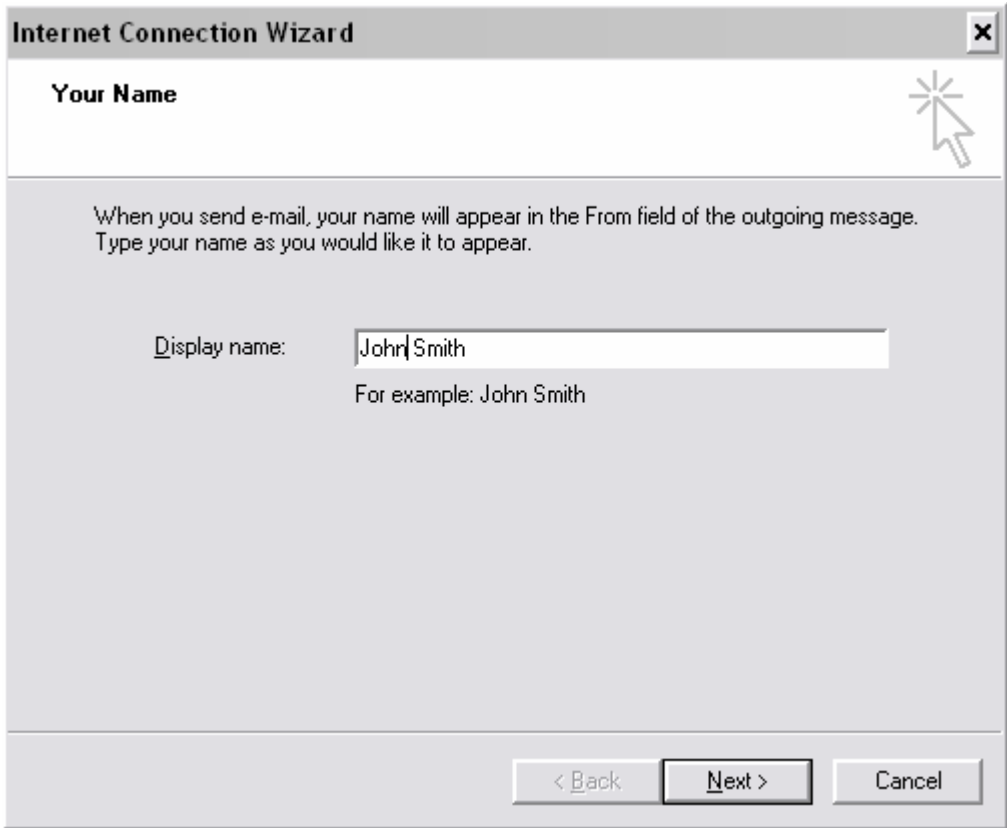 Internet Connection Wizard
Your Name
When you send e-mail, your name will appear in the From field of the outgoing message.
Type your name as you would like it to appear.
Display name: John Smith
For example: John Smith
< Back Next > Cancel